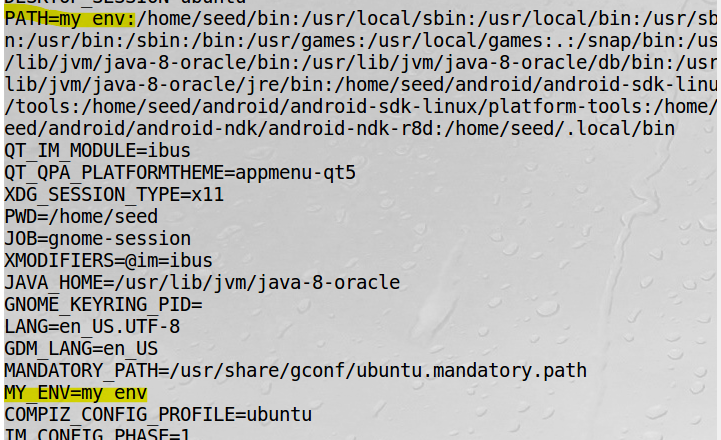 DESKTOP_SESSION=ubuntu
PATH=my env:/home/seed/bin:/usr/local/sbin:/usr/local/bin:/usr/sb
n:/usr/bin:/sbin:/bin:/usr/games:/usr/local/games:.:/snap/bin:/us
/lib/jvm/java-8-oracle/bin:/usr/lib/jvm/java-8-oracle/db/bin:/usr
lib/jvm/java-8-oracle/jre/bin:/home/seed/android/android-sdk-linu
/tools:/home/seed/android/android-sdk-linux/platform-tools:/home/
eed/android/android-ndk/android-ndk-r8d:/home/seed/.local/bin
QT_IM_MODULE=ibus
QT_QPA_PLATFORMTHEME=appmenu-qt5
XDG_SESSION_TYPE=x11
PWD=/home/seed
JOB=gnome-session
XMODIFIERS=@im=ibus
JAVA_HOME=/usr/lib/jvm/java-8-oracle
GNOME_KEYRING_PID=
LANG=en_US.UTF-8
GDM_LANG=en_US
MANDATORY_PATH=/usr/share/gconf/ubuntu.mandatory.path
MY_ENV=my env
COMPIZ_CONFIG_PROFILE=ubuntu
IM_CONFIG_PHASE=1